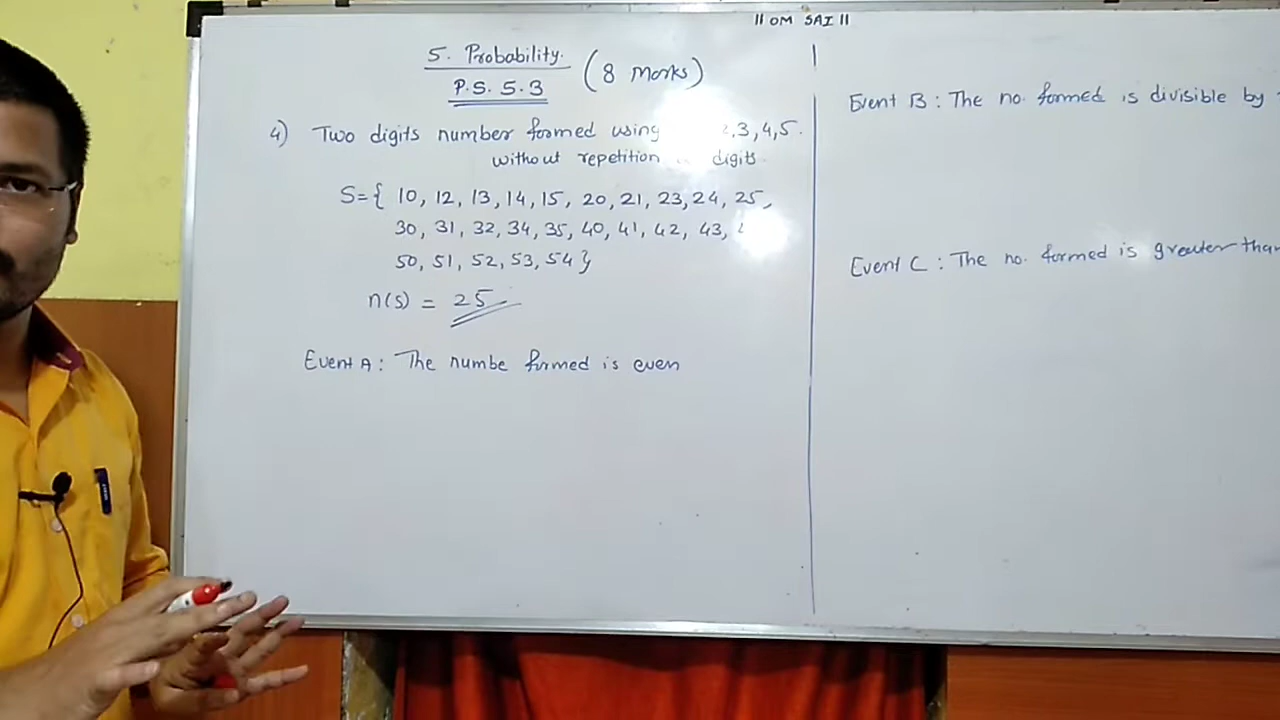 || OM SAI ||
5. Probability.
P.S. 5.3
(8 marks)
4) Two digits number formed using 2,3,4,5.
without repetition digits.
S={ 10, 12, 13, 14, 15, 20, 21, 23, 24, 25,
30, 31, 32, 34, 35, 40, 41, 42, 43,
50, 51, 52, 53, 54 }
n(s) = 25
Event A: The numbe formed is even
Event B : The no. formed is divisible by
Event C : The no. formed is greater than